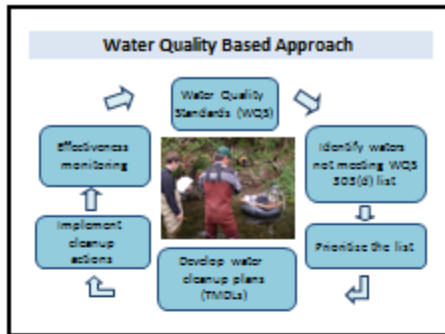 Water Quality Based Approach
Water Quality
Standards (WQS)
Identify waters
not meeting WQS
303(d) list
Prioritize the list
Develop water
cleanup plans
(TMDLs)
Implement
cleanup
actions
Effectiveness
monitoring